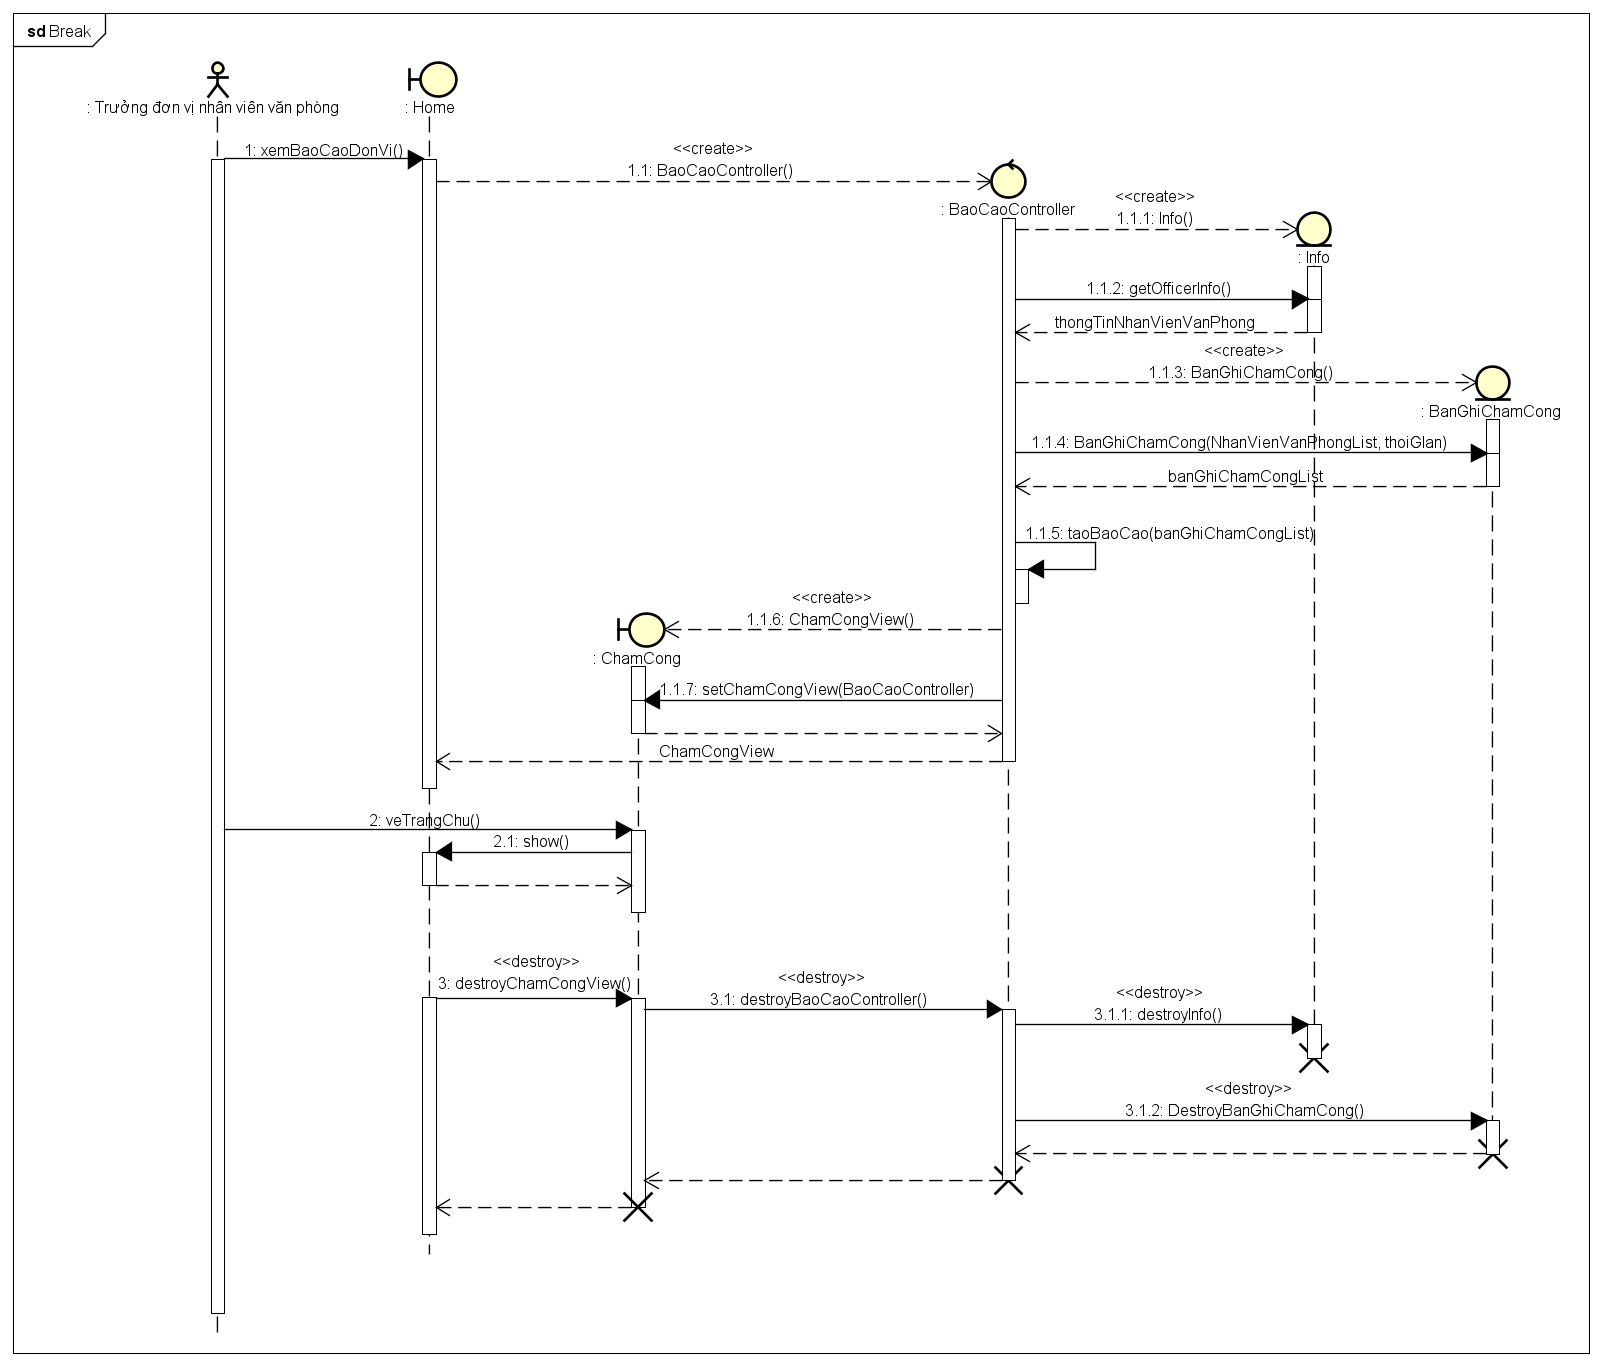 sd Break
: Trưởng đơn vị nhân viên văn phòng
: Home
1: xemBaoCaoDonVi()
<<create>>
1.1: BaoCaoController()
: BaoCaoController
<<create>>
1.1.1: Info()
: Info
1.1.2: getOfficerInfo()
thongTinNhanVienVanPhong
<<create>>
1.1.3: BanGhiChamCong()
: BanGhiChamCong
1.1.4: BanGhiChamCong(NhanVienVanPhongList, thoiGIan)
banGhiChamCongList
1.1.5: taoBaoCao(banGhiChamCongList)
<<create>>
1.1.6: ChamCongView()
: ChamCong
1.1.7: setChamCongView(BaoCaoController)
ChamCongView
2: veTrangChu()
2.1: show()
<<destroy>>
3: destroyChamCongView()
<<destroy>>
3.1: destroyBaoCaoController()
<<destroy>>
3.1.1: destroyInfo()
<<destroy>>
3.1.2: DestroyBanGhiChamCong()